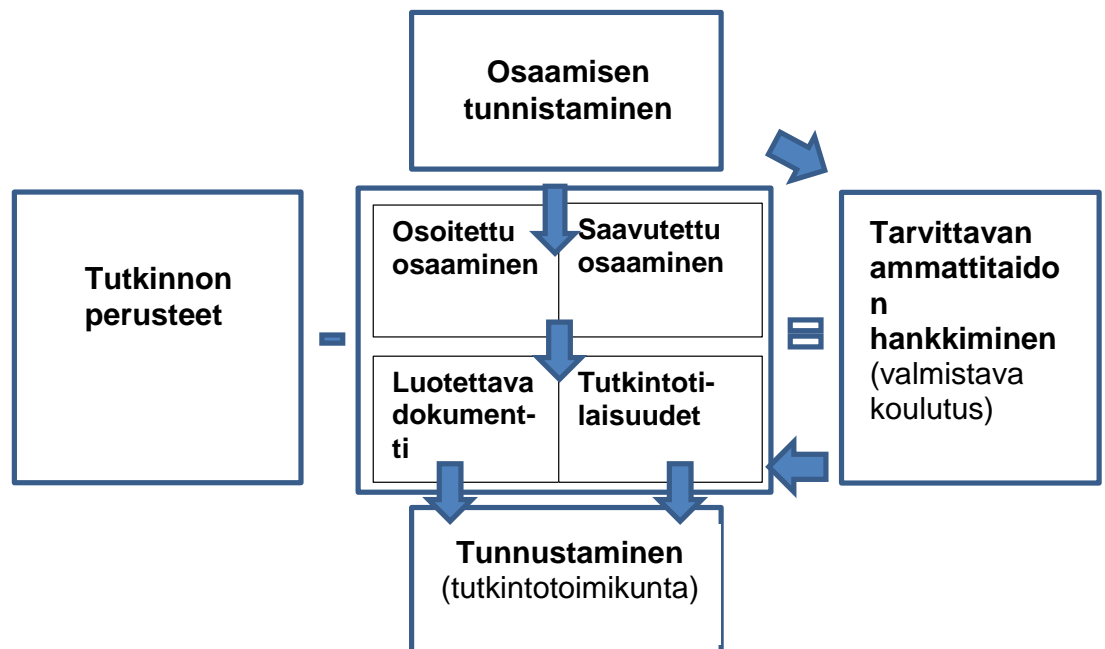 Osaamisen
tunnistaminen
Tutkinnon
perusteet
Osoitettu
osaaminen
Saavutettu
osaaminen
Luotettava
dokument-
ti
Tutkintoti-
laisuudet
Tarvittavan
ammattitaido
n
hankkiminen
(valmistava
koulutus)
Tunnustaminen
(tutkintotoimikunta)